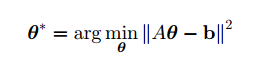 θ* = arg min_θ ‖Aθ − b‖²